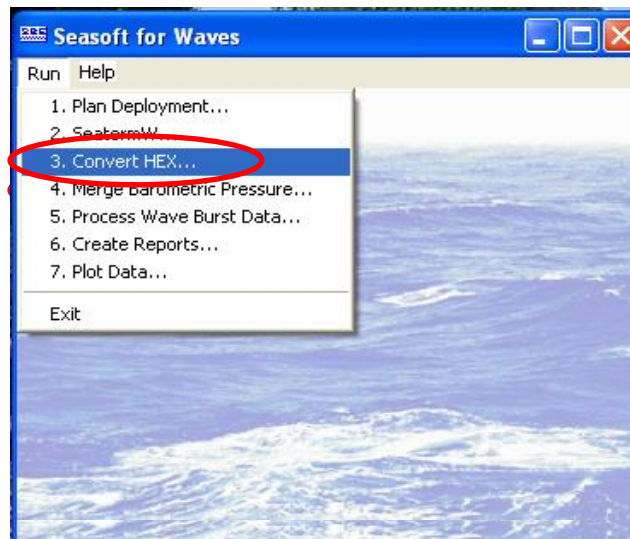 Seasoft for Waves
Run Help
1. Plan Deployment...
2. SeatermW...
3. Convert HEX...
4. Merge Barometric Pressure...
5. Process Wave Burst Data...
6. Create Reports...
7. Plot Data...
Exit